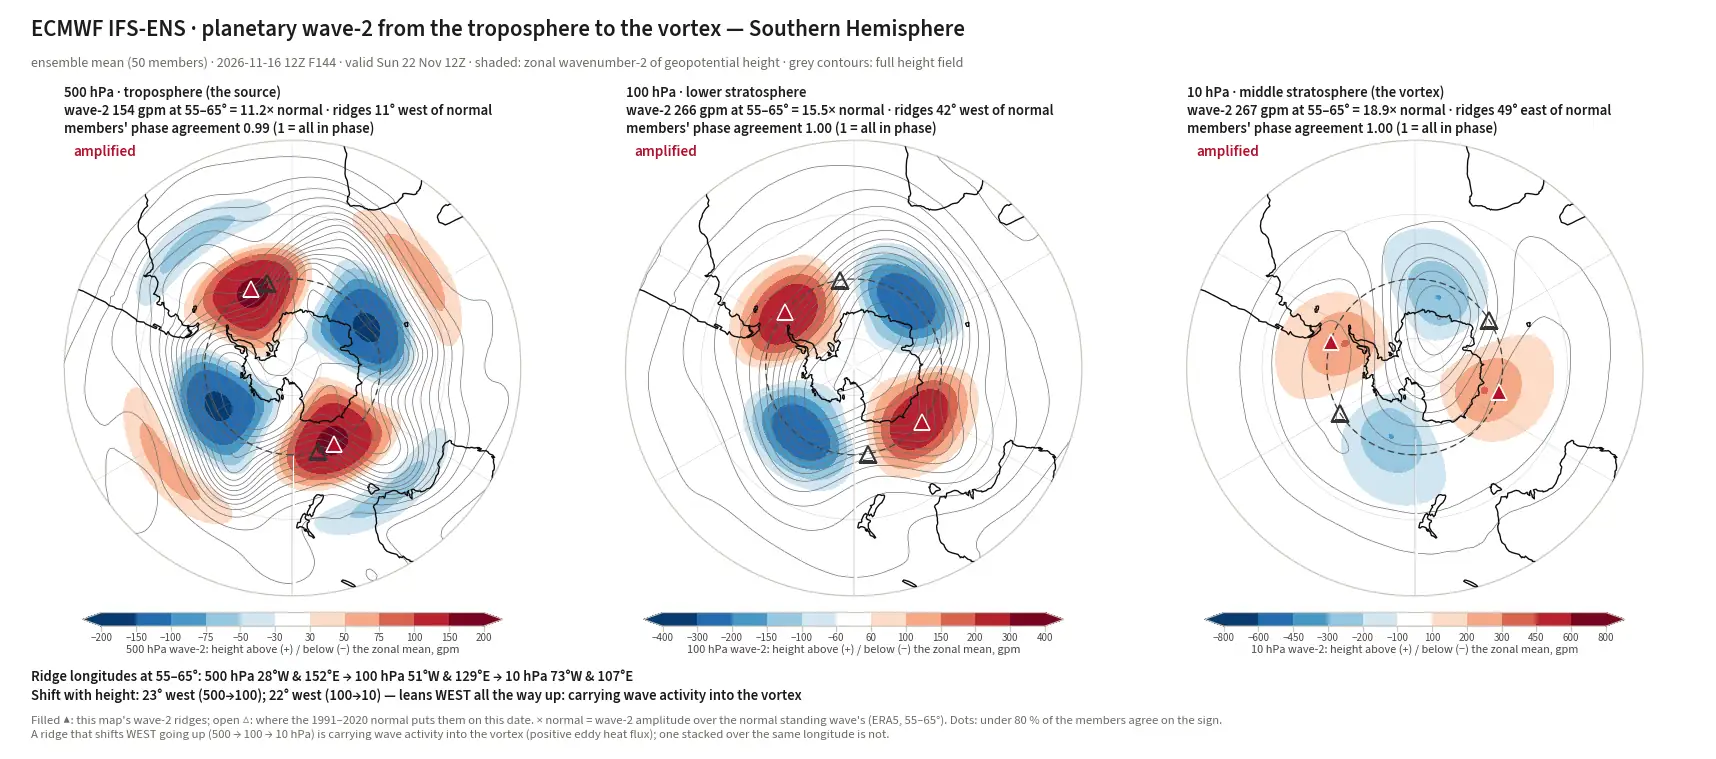 ECMWF IFS-ENS · planetary wave-2 from the troposphere to the vortex — Southern Hemisphere
ensemble mean (50 members) · 2026-11-16 12Z F144 · valid Sun 22 Nov 12Z · shaded: zonal wavenumber-2 of geopotential height · grey contours: full height field
500 hPa · troposphere (the source)
wave-2 154 gpm at 55–65° = 11.2× normal · ridges 11° west of normal
members' phase agreement 0.99 (1 = all in phase)
amplified
100 hPa · lower stratosphere
wave-2 266 gpm at 55–65° = 15.5× normal · ridges 42° west of normal
members' phase agreement 1.00 (1 = all in phase)
amplified
10 hPa · middle stratosphere (the vortex)
wave-2 267 gpm at 55–65° = 18.9× normal · ridges 49° east of normal
members' phase agreement 1.00 (1 = all in phase)
amplified
−200 −150 −100 −75 −50 −30 30 50 75 100 150 200
500 hPa wave-2: height above (+) / below (−) the zonal mean, gpm
−400 −300 −200 −150 −100 −60 60 100 150 200 300 400
100 hPa wave-2: height above (+) / below (−) the zonal mean, gpm
−800 −600 −450 −300 −200 −100 100 200 300 450 600 800
10 hPa wave-2: height above (+) / below (−) the zonal mean, gpm
Ridge longitudes at 55–65°: 500 hPa 28°W & 152°E → 100 hPa 51°W & 129°E → 10 hPa 73°W & 107°E
Shift with height: 23° west (500→100); 22° west (100→10) — leans WEST all the way up: carrying wave activity into the vortex
Filled ▲: this map's wave-2 ridges; open △: where the 1991–2020 normal puts them on this date. × normal = wave-2 amplitude over the normal standing wave's (ERA5, 55–65°). Dots: under 80 % of the members agree on the sign.
A ridge that shifts WEST going up (500 → 100 → 10 hPa) is carrying wave activity into the vortex (positive eddy heat flux); one stacked over the same longitude is not.